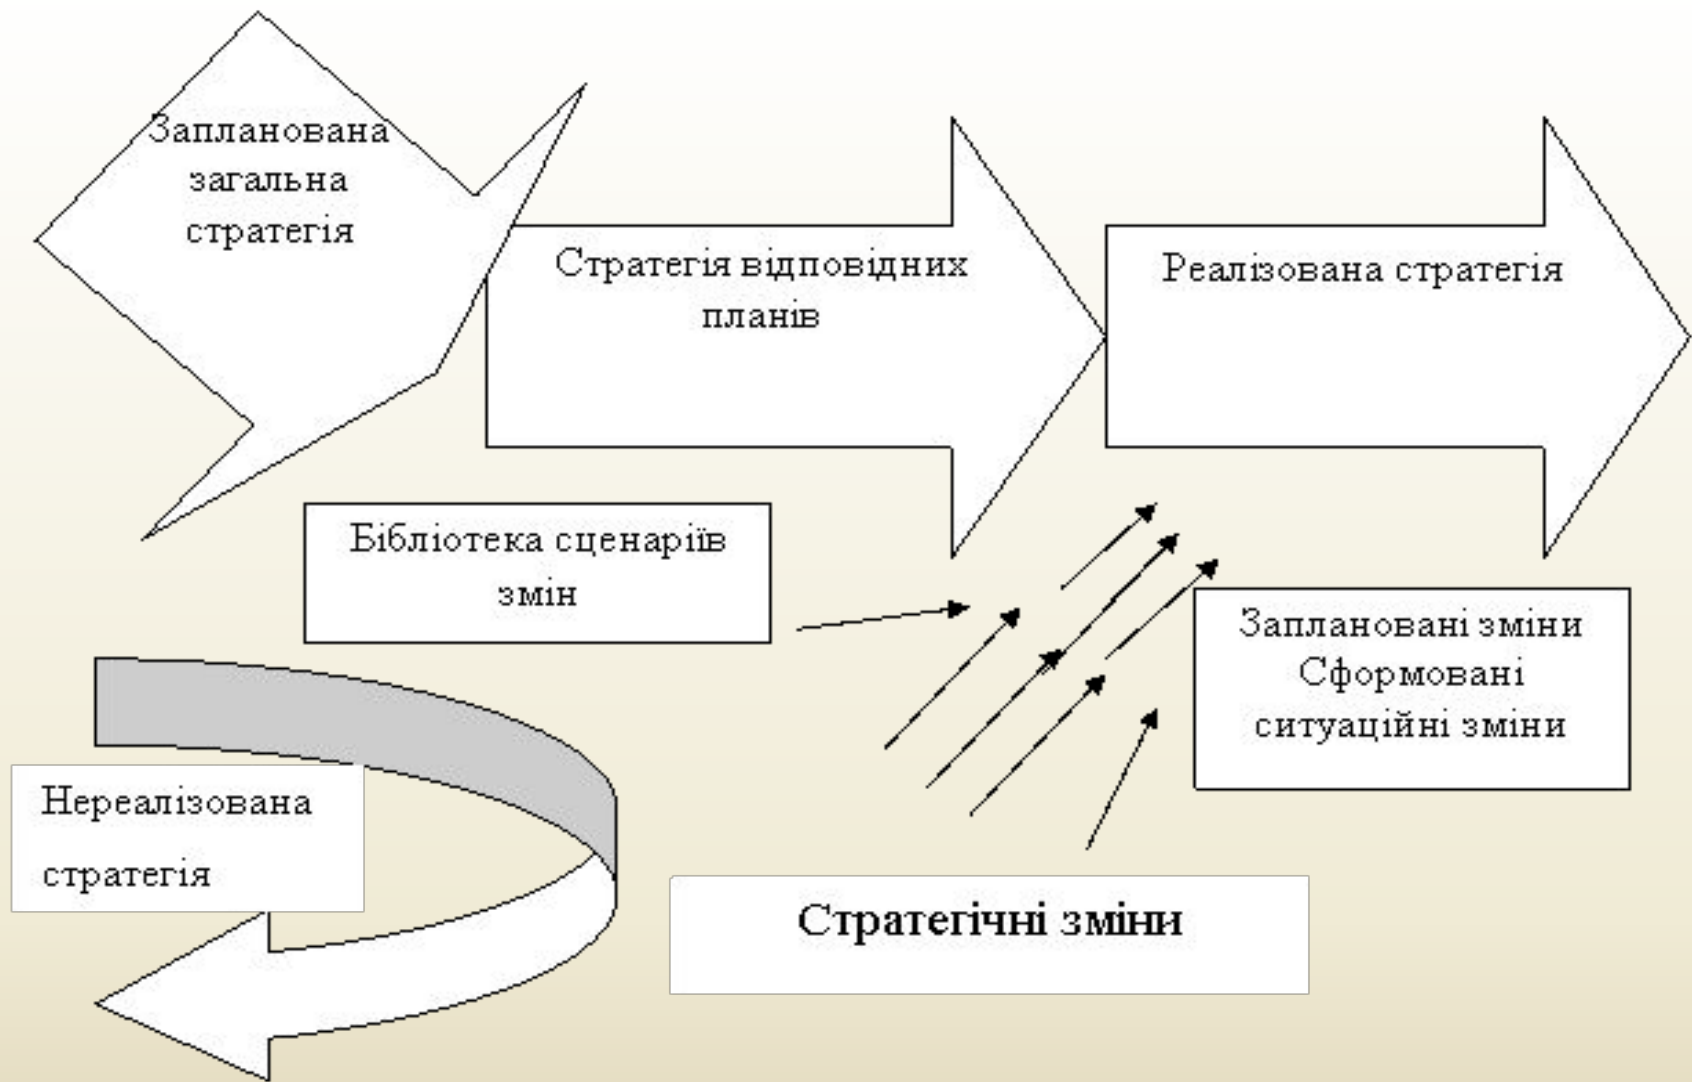 Запланована
загальна
стратегія
Стратегія відповідних
планів
Реалізована стратегія
Бібліотека сценаріїв
змін
Заплановані зміни
Сформовані
ситуаційні зміни
Нереалізована
стратегія
Стратегічні зміни